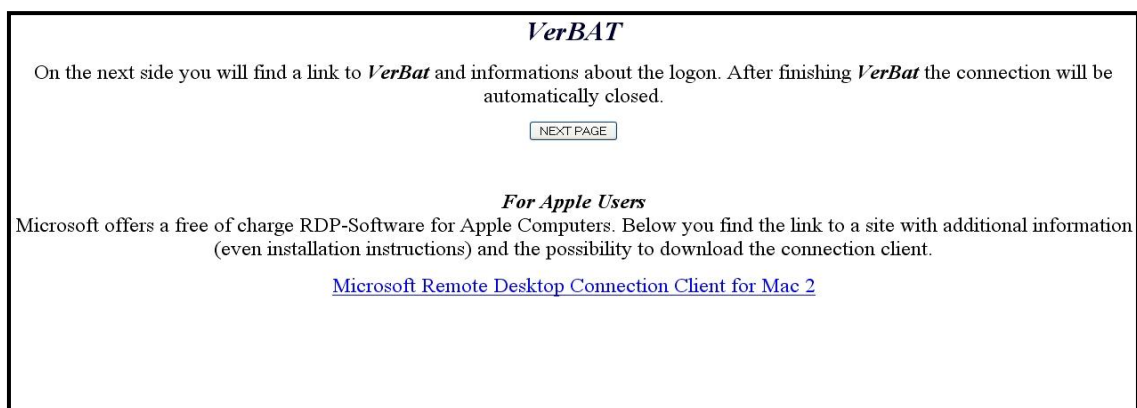 VerBAT
On the next side you will find a link to VerBat and informations about the logon. After finishing VerBat the connection will be
automatically closed.
NEXT PAGE
For Apple Users
Microsoft offers a free of charge RDP-Software for Apple Computers. Below you find the link to a site with additional information
(even installation instructions) and the possibility to download the connection client.
Microsoft Remote Desktop Connection Client for Mac 2